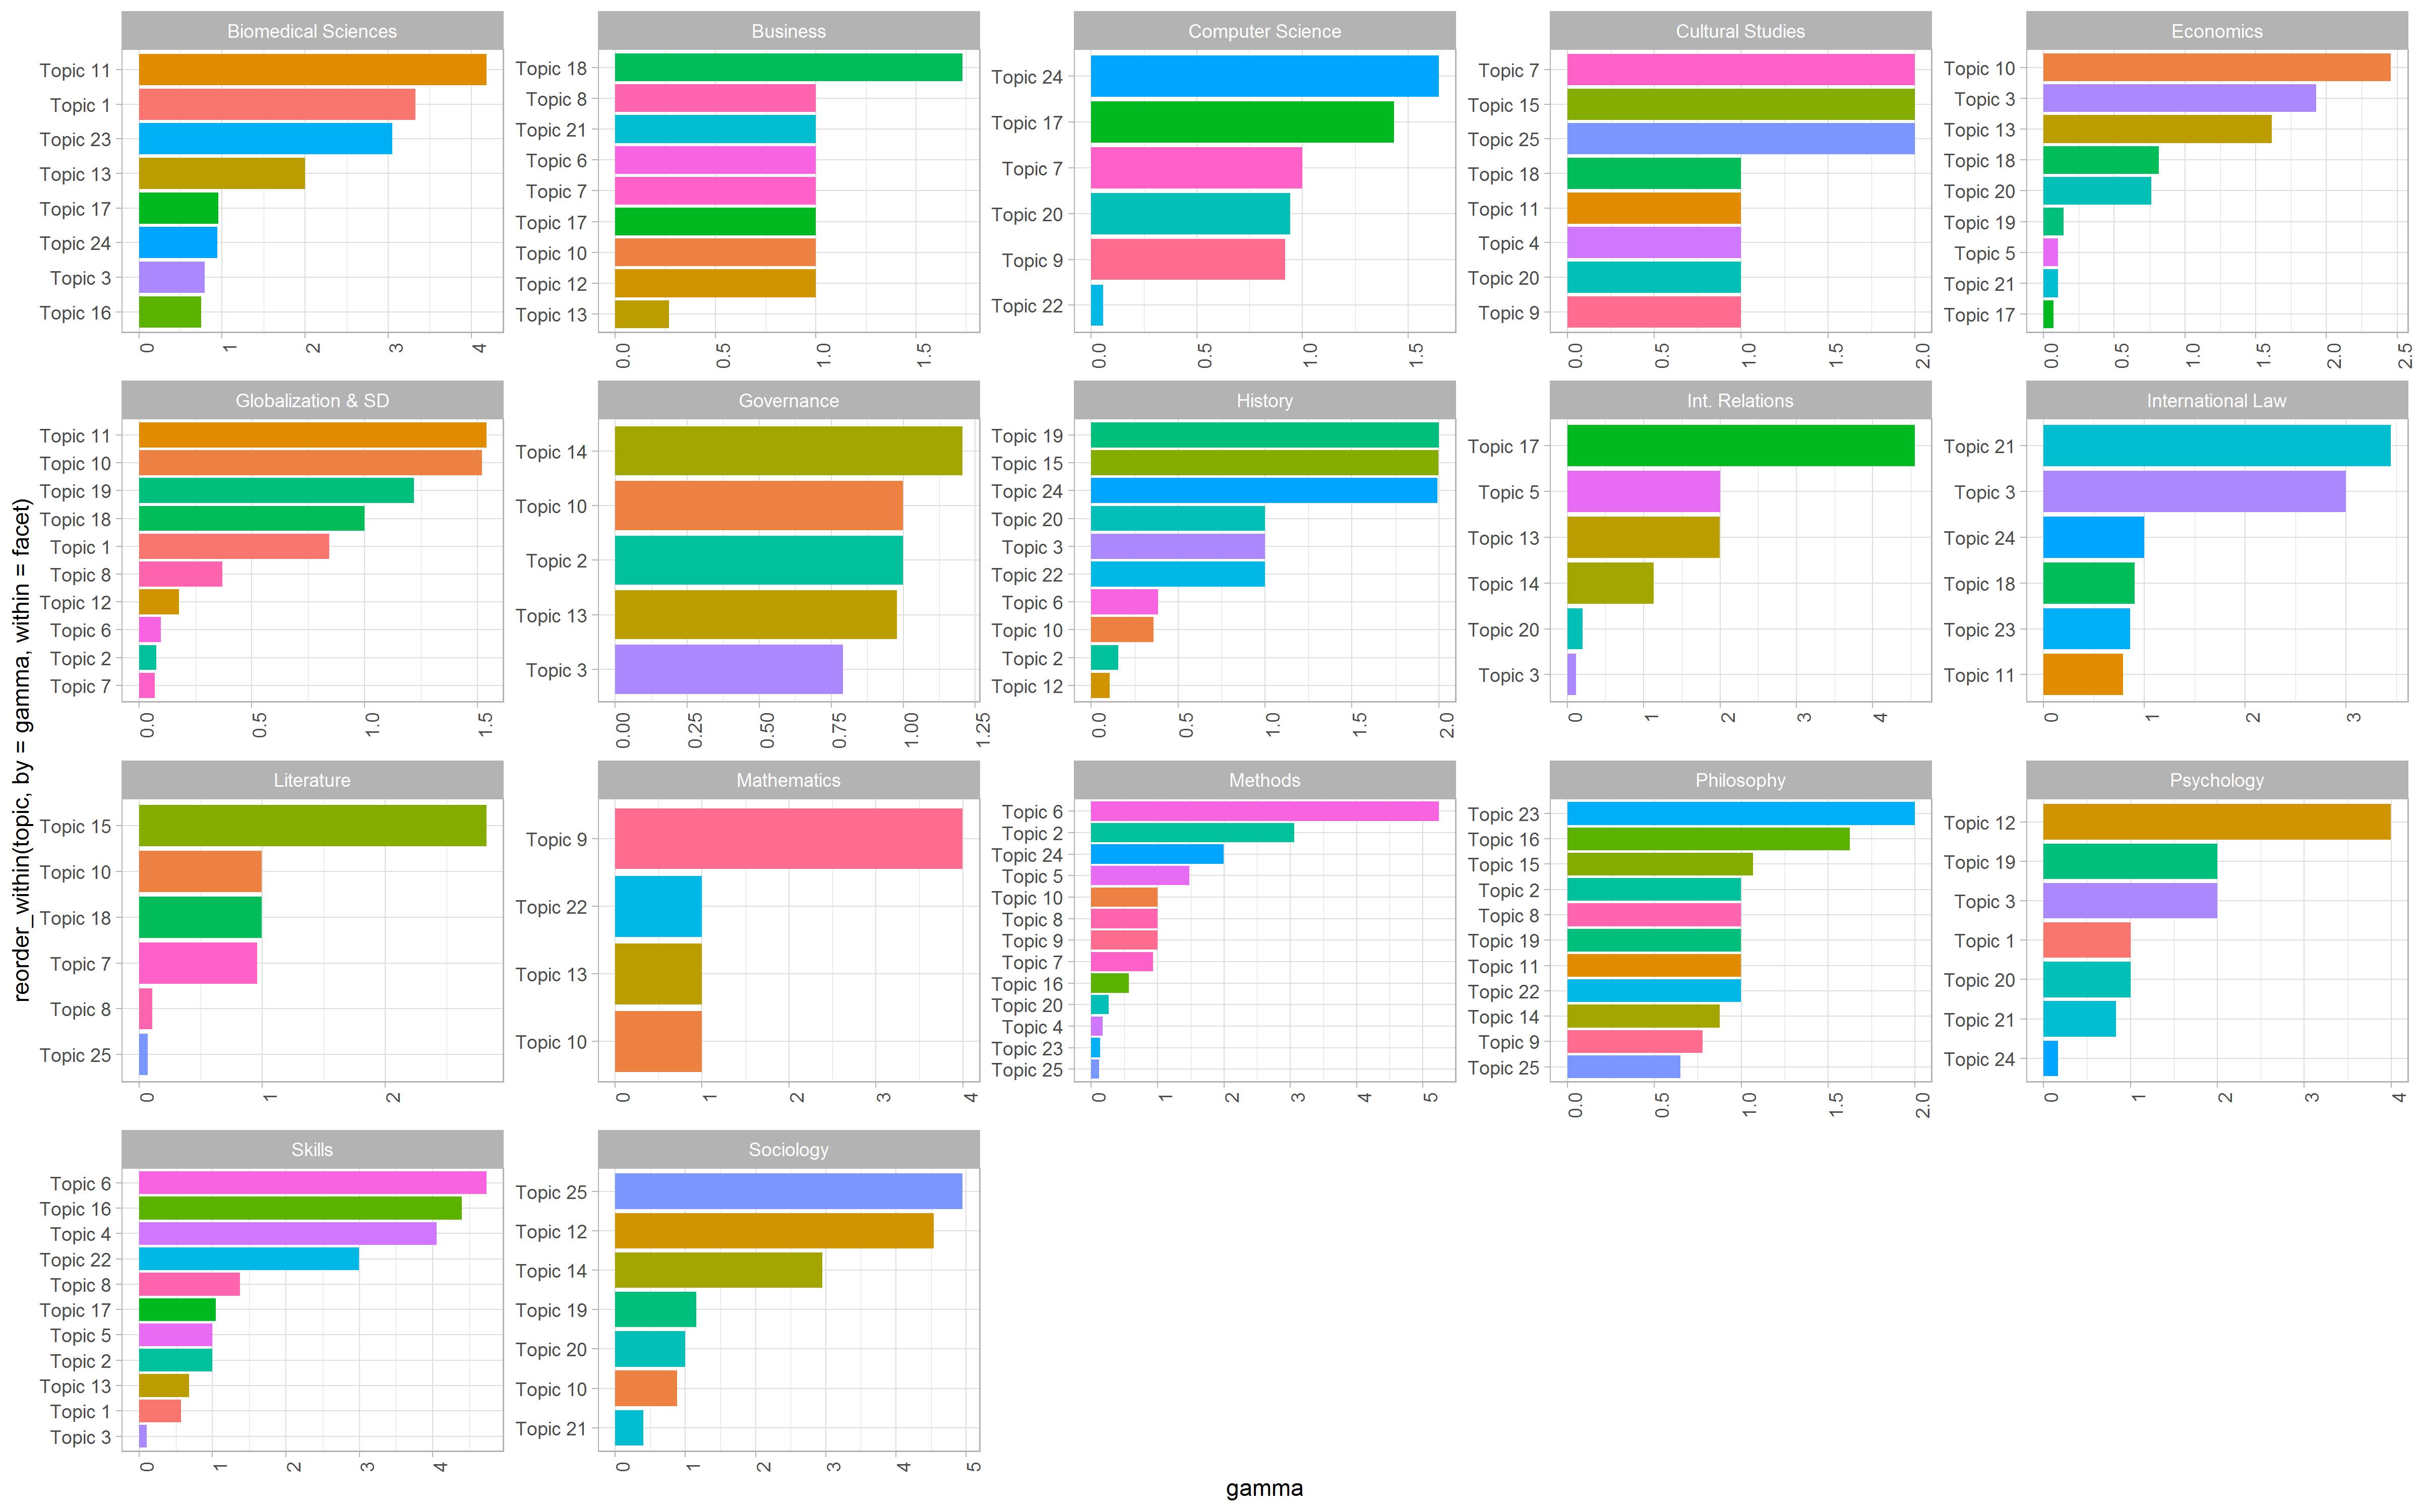 Biomedical Sciences
Topic 11
Topic 1
Topic 23
Topic 13
Topic 17
Topic 24
Topic 3
Topic 16
0 1 2 3 4
Business
Topic 18
Topic 8
Topic 21
Topic 6
Topic 7
Topic 17
Topic 10
Topic 12
Topic 13
0.0 0.5 1.0 1.5
Computer Science
Topic 24
Topic 17
Topic 7
Topic 20
Topic 9
Topic 22
0.0 0.5 1.0 1.5
Cultural Studies
Topic 7
Topic 15
Topic 25
Topic 18
Topic 11
Topic 4
Topic 20
Topic 9
0.0 0.5 1.0 1.5 2.0
Economics
Topic 10
Topic 3
Topic 13
Topic 18
Topic 20
Topic 19
Topic 5
Topic 21
Topic 17
0.0 0.5 1.0 1.5 2.0 2.5
Globalization & SD
Topic 11
Topic 10
Topic 19
Topic 18
Topic 1
Topic 8
Topic 12
Topic 6
Topic 2
Topic 7
0.0 0.5 1.0 1.5
Governance
Topic 14
Topic 10
Topic 2
Topic 13
Topic 3
0.00 0.25 0.50 0.75 1.00 1.25
History
Topic 19
Topic 15
Topic 24
Topic 20
Topic 3
Topic 22
Topic 6
Topic 10
Topic 2
Topic 12
0.0 0.5 1.0 1.5 2.0
Int. Relations
Topic 17
Topic 5
Topic 13
Topic 14
Topic 20
Topic 3
0 1 2 3 4
International Law
Topic 21
Topic 3
Topic 24
Topic 18
Topic 23
Topic 11
0 1 2 3
Literature
Topic 15
Topic 10
Topic 18
Topic 7
Topic 8
Topic 25
0 1 2
Mathematics
Topic 9
Topic 22
Topic 13
Topic 10
0 1 2 3 4
Methods
Topic 6
Topic 2
Topic 24
Topic 5
Topic 10
Topic 8
Topic 9
Topic 7
Topic 16
Topic 20
Topic 4
Topic 23
Topic 25
0 1 2 3 4 5
Philosophy
Topic 23
Topic 16
Topic 15
Topic 2
Topic 8
Topic 19
Topic 11
Topic 22
Topic 14
Topic 9
Topic 25
0.0 0.5 1.0 1.5 2.0
Psychology
Topic 12
Topic 19
Topic 3
Topic 1
Topic 20
Topic 21
Topic 24
0 1 2 3 4
Skills
Topic 6
Topic 16
Topic 4
Topic 22
Topic 8
Topic 17
Topic 5
Topic 2
Topic 13
Topic 1
Topic 3
0 1 2 3 4
Sociology
Topic 25
Topic 12
Topic 14
Topic 19
Topic 20
Topic 10
Topic 21
0 1 2 3 4 5
reorder_within(topic, by = gamma, within = facet)
gamma